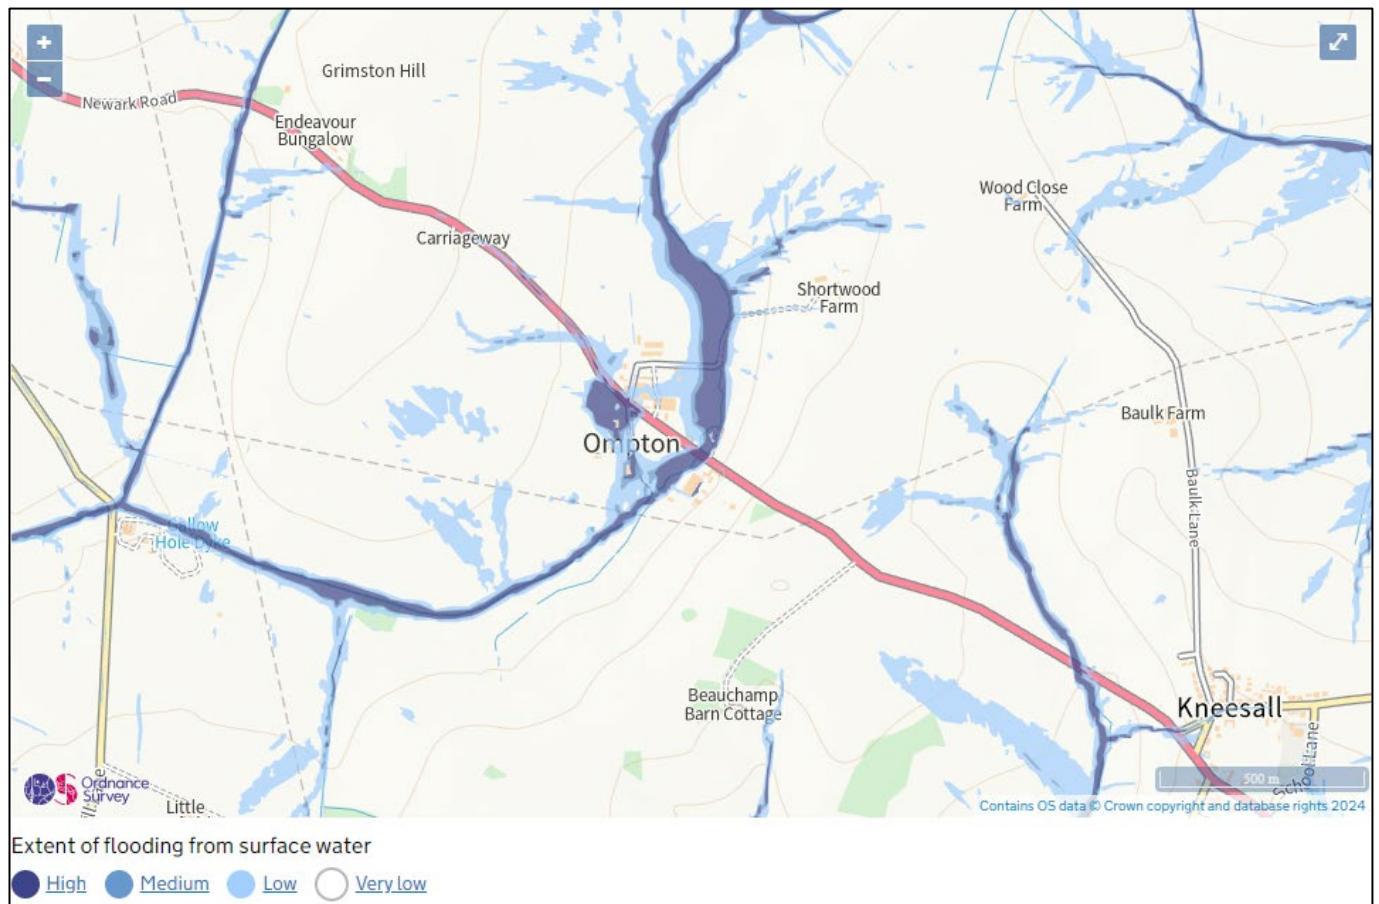 +
−
Grimston Hill
Newark Road
Endeavour
Bungalow
Wood Close
Farm
Carriageway
Shortwood
Farm
Baulk Farm
Ompton
Baulk Lane
Gallow
Hole Dyke
Beauchamp
Barn Cottage
Kneesall
School Lane
500 m
Ordnance
Survey
Little
Contains OS data © Crown copyright and database rights 2024
Extent of flooding from surface water
High Medium Low Very low